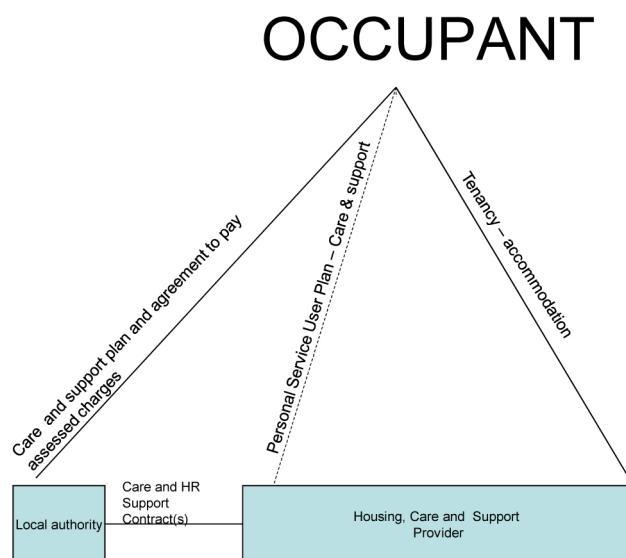 OCCUPANT
Care and support plan and agreement to pay
assessed charges
Personal Service User Plan – Care & support
Tenancy – accommodation
Local authority
Care and HR
Support
Contract(s)
Housing, Care and Support
Provider